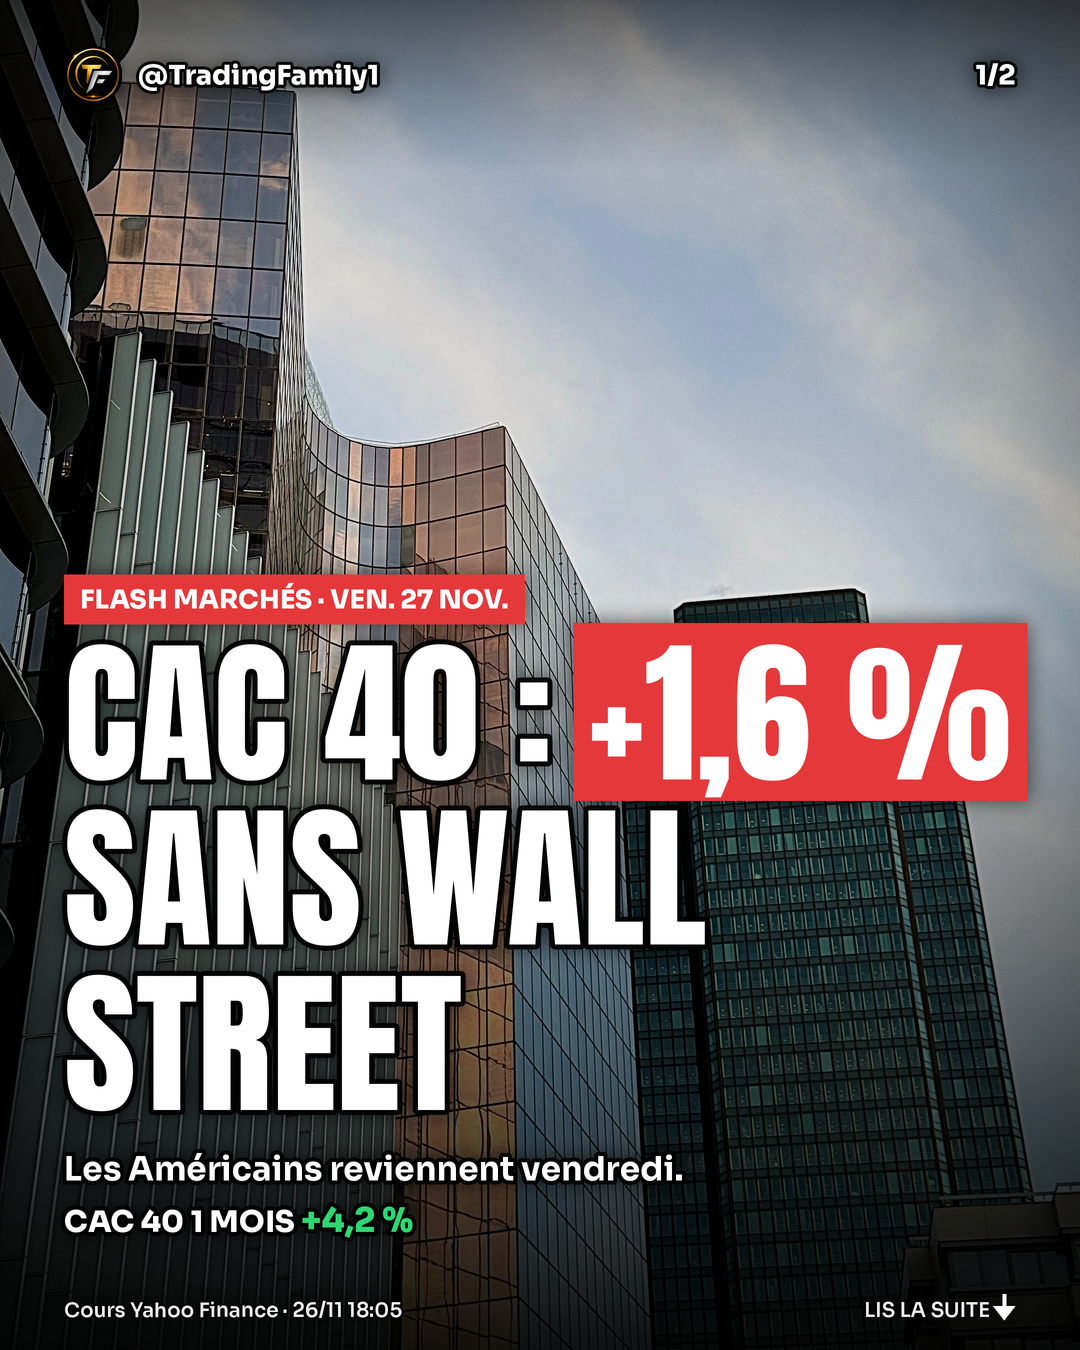 TF @TradingFamily1
1/2
FLASH MARCHÉS · VEN. 27 NOV.
CAC 40 : +1,6 %
SANS WALL
STREET
Les Américains reviennent vendredi.
CAC 40 1 MOIS +4,2 %
Cours Yahoo Finance · 26/11 18:05
LIS LA SUITE